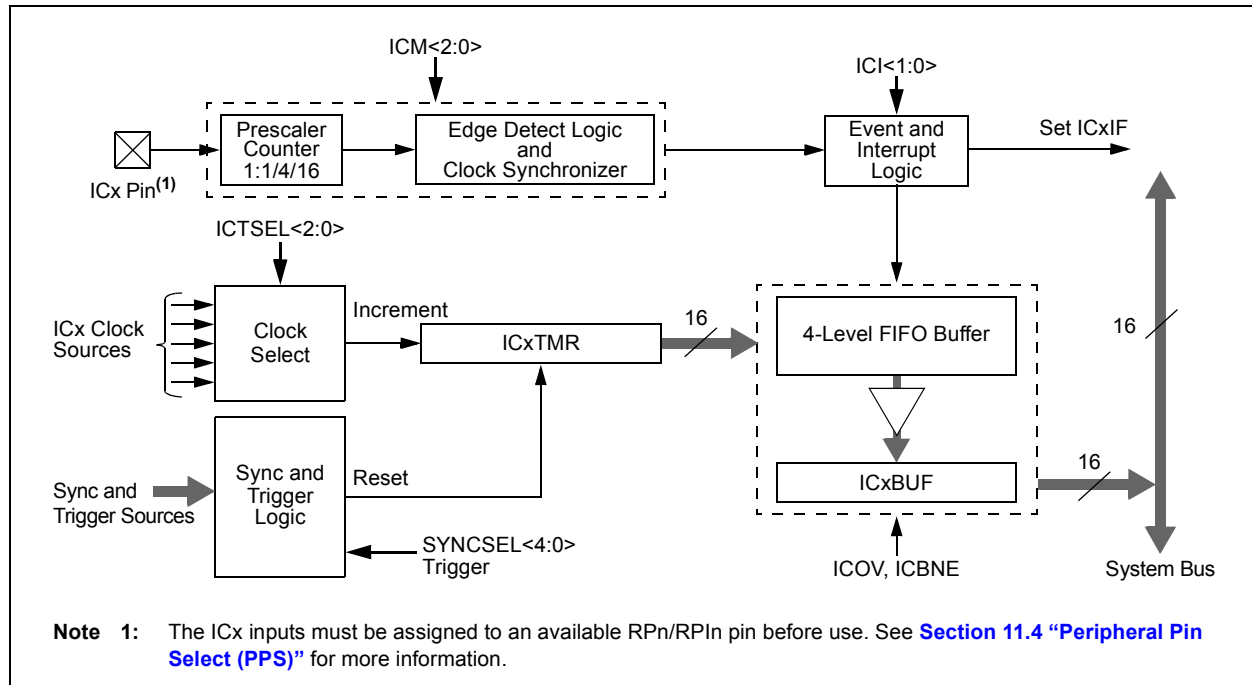 ICM<2:0>
ICI<1:0>
Prescaler
Counter
1:1/4/16
Edge Detect Logic
and
Clock Synchronizer
Event and
Interrupt
Logic
Set ICxIF
ICx Pin(1)
ICTSEL<2:0>
ICx Clock
Sources
Clock
Select
Increment
ICxTMR
16
4-Level FIFO Buffer
16
Sync and
Trigger Sources
Sync and
Trigger
Logic
Reset
ICxBUF
16
SYNCSEL<4:0>
Trigger
ICOV, ICBNE
System Bus
Note 1: The ICx inputs must be assigned to an available RPn/RPIn pin before use. See Section 11.4 “Peripheral Pin
Select (PPS)” for more information.